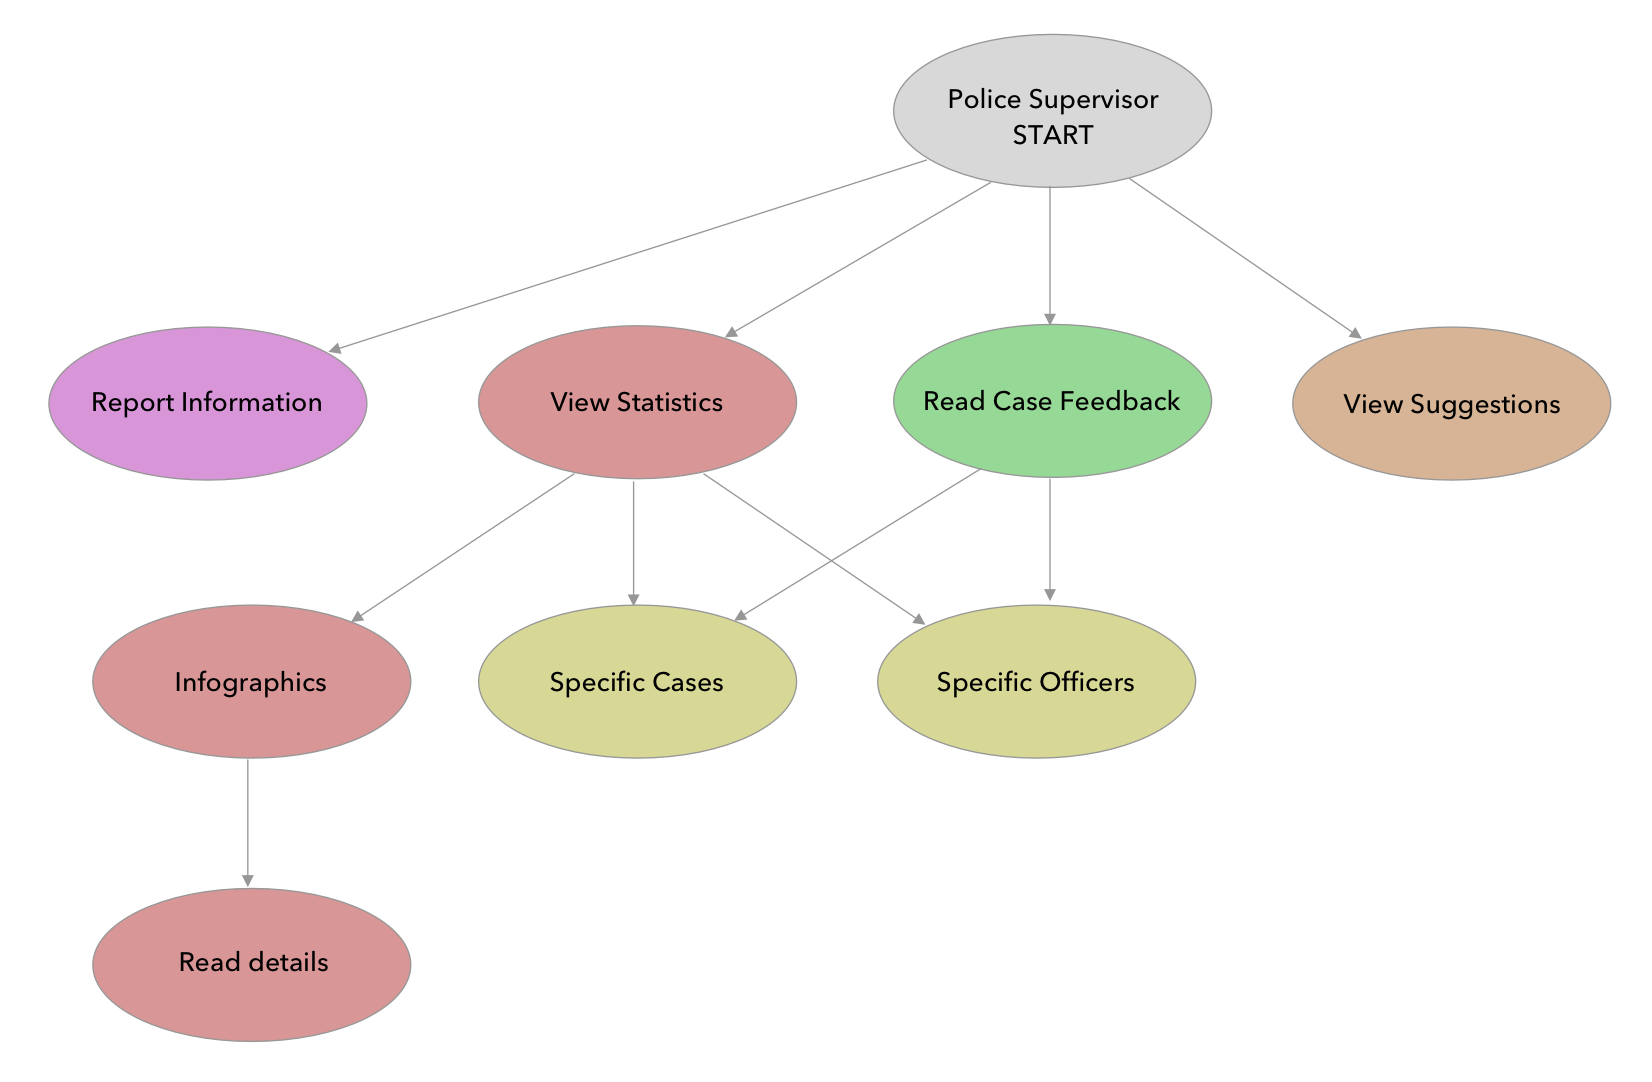 Police Supervisor
START
Report Information
View Statistics
Read Case Feedback
View Suggestions
Infographics
Specific Cases
Specific Officers
Read details